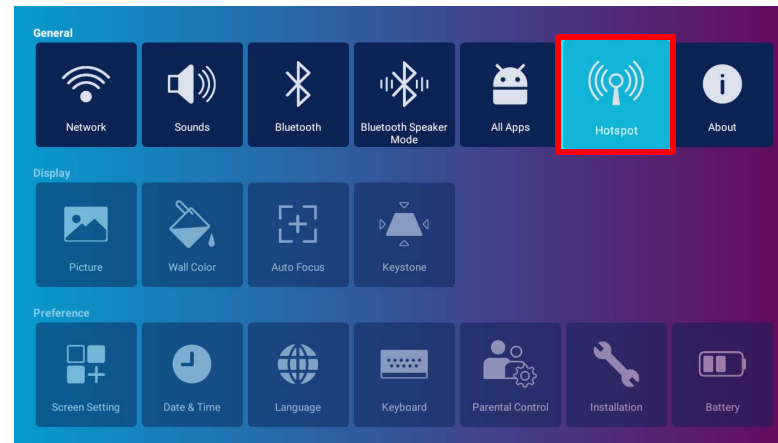 General
Network Sounds Bluetooth Bluetooth Speaker Mode All Apps Hotspot About
Display
Picture Wall Color Auto Focus Keystone
Preference
Screen Setting Date & Time Language Keyboard Parental Control Installation Battery